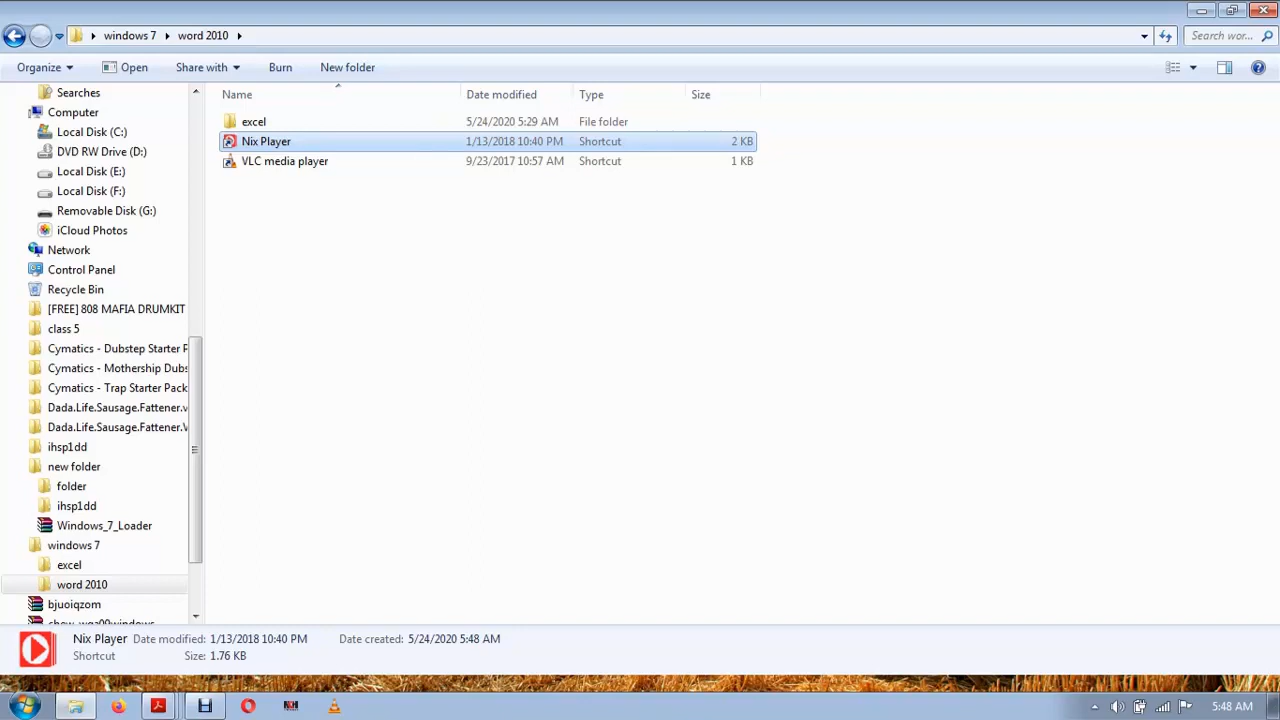 windows 7 word 2010 Search wor...
Organize Open Share with Burn New folder
Name Date modified Type Size
excel 5/24/2020 5:29 AM File folder
Nix Player 1/13/2018 10:40 PM Shortcut 2 KB
VLC media player 9/23/2017 10:57 AM Shortcut 1 KB
Searches
Computer
Local Disk (C:)
DVD RW Drive (D:)
Local Disk (E:)
Local Disk (F:)
Removable Disk (G:)
iCloud Photos
Network
Control Panel
Recycle Bin
[FREE] 808 MAFIA DRUMKIT
class 5
Cymatics - Dubstep Starter P
Cymatics - Mothership Dubs
Cymatics - Trap Starter Pack
Dada.Life.Sausage.Fattener.v
Dada.Life.Sausage.Fattener.V
ihsp1dd
new folder
folder
ihsp1dd
Windows_7_Loader
windows 7
excel
word 2010
bjuoiqzom
Nix Player Date modified: 1/13/2018 10:40 PM Date created: 5/24/2020 5:48 AM
Shortcut Size: 1.76 KB
5:48 AM